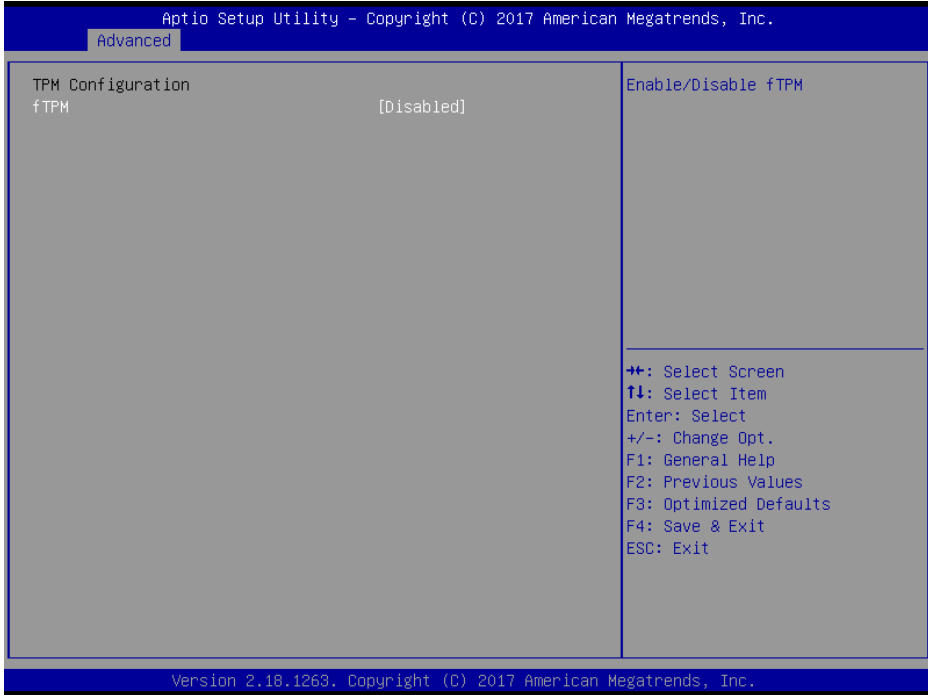 Aptio Setup Utility – Copyright (C) 2017 American Megatrends, Inc.
Advanced
TPM Configuration
fTPM [Disabled]
Enable/Disable fTPM
→←: Select Screen
↑↓: Select Item
Enter: Select
+/-: Change Opt.
F1: General Help
F2: Previous Values
F3: Optimized Defaults
F4: Save & Exit
ESC: Exit
Version 2.18.1263. Copyright (C) 2017 American Megatrends, Inc.